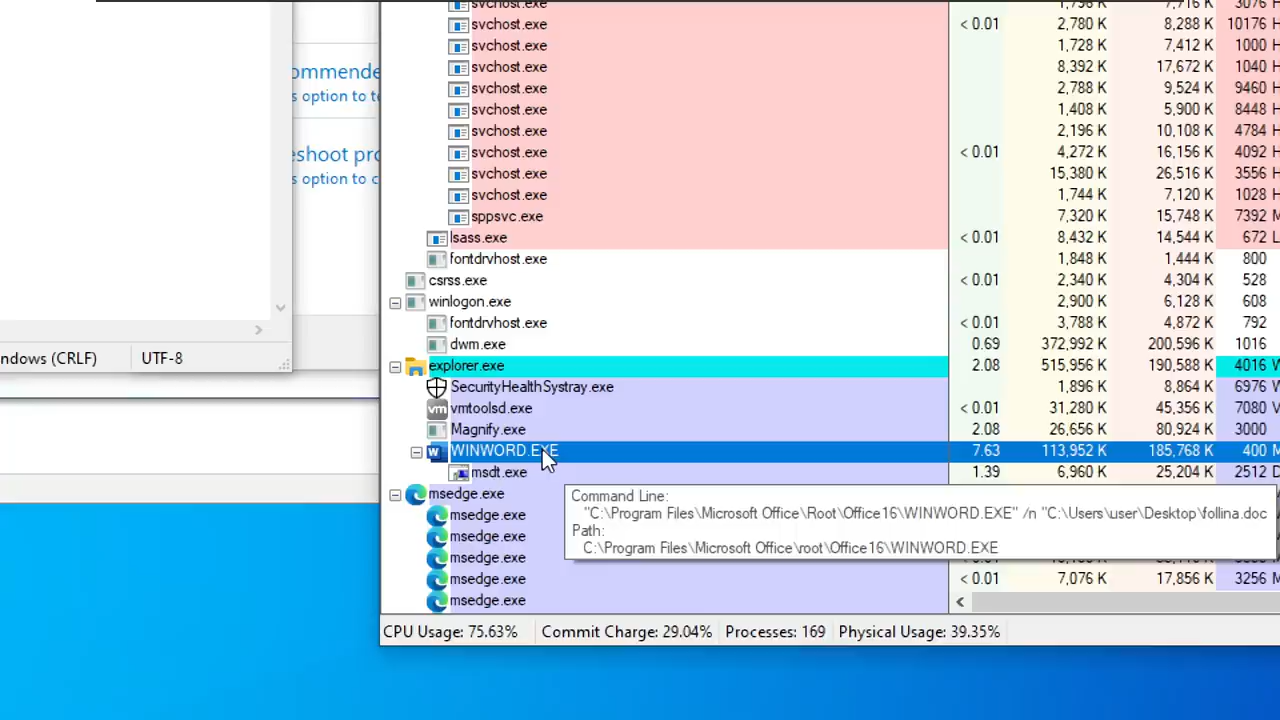 svchost.exe 1,796 K 7,716 K 3076 H
svchost.exe < 0.01 2,780 K 8,288 K 10176 H
svchost.exe 1,728 K 7,412 K 1000 H
svchost.exe 8,392 K 17,672 K 1040 H
svchost.exe 2,788 K 9,524 K 9460 H
svchost.exe 1,408 K 5,900 K 8448 H
svchost.exe 2,196 K 10,108 K 4784 H
svchost.exe < 0.01 4,272 K 16,156 K 4092 H
svchost.exe 15,380 K 26,516 K 3556 H
svchost.exe 1,744 K 7,120 K 1028 H
sppsvc.exe 7,320 K 15,748 K 7392 M
lsass.exe < 0.01 8,432 K 14,544 K 672 L
fontdrvhost.exe 1,848 K 1,444 K 800
csrss.exe < 0.01 2,340 K 4,304 K 528
winlogon.exe 2,900 K 6,128 K 608
fontdrvhost.exe < 0.01 3,788 K 4,872 K 792
dwm.exe 0.69 372,992 K 200,596 K 1016
explorer.exe 2.08 515,956 K 190,588 K 4016 W
SecurityHealthSystray.exe 1,896 K 8,864 K 6976 W
vm vmtoolsd.exe < 0.01 31,280 K 45,356 K 7080 V
Magnify.exe 2.08 26,656 K 80,924 K 3000
W WINWORD.EXE 7.63 113,952 K 185,768 K 400 M
msdt.exe 1.39 6,960 K 25,204 K 2512 D
msedge.exe
msedge.exe
msedge.exe
msedge.exe
msedge.exe < 0.01 7,076 K 17,856 K 3256 M
msedge.exe
Command Line:
"C:\Program Files\Microsoft Office\Root\Office16\WINWORD.EXE" /n "C:\Users\user\Desktop\follina.doc
Path:
C:\Program Files\Microsoft Office\root\Office16\WINWORD.EXE
CPU Usage: 75.63% Commit Charge: 29.04% Processes: 169 Physical Usage: 39.35%
ommende
s option to te
eshoot pro
s option to c
ndows (CRLF) UTF-8